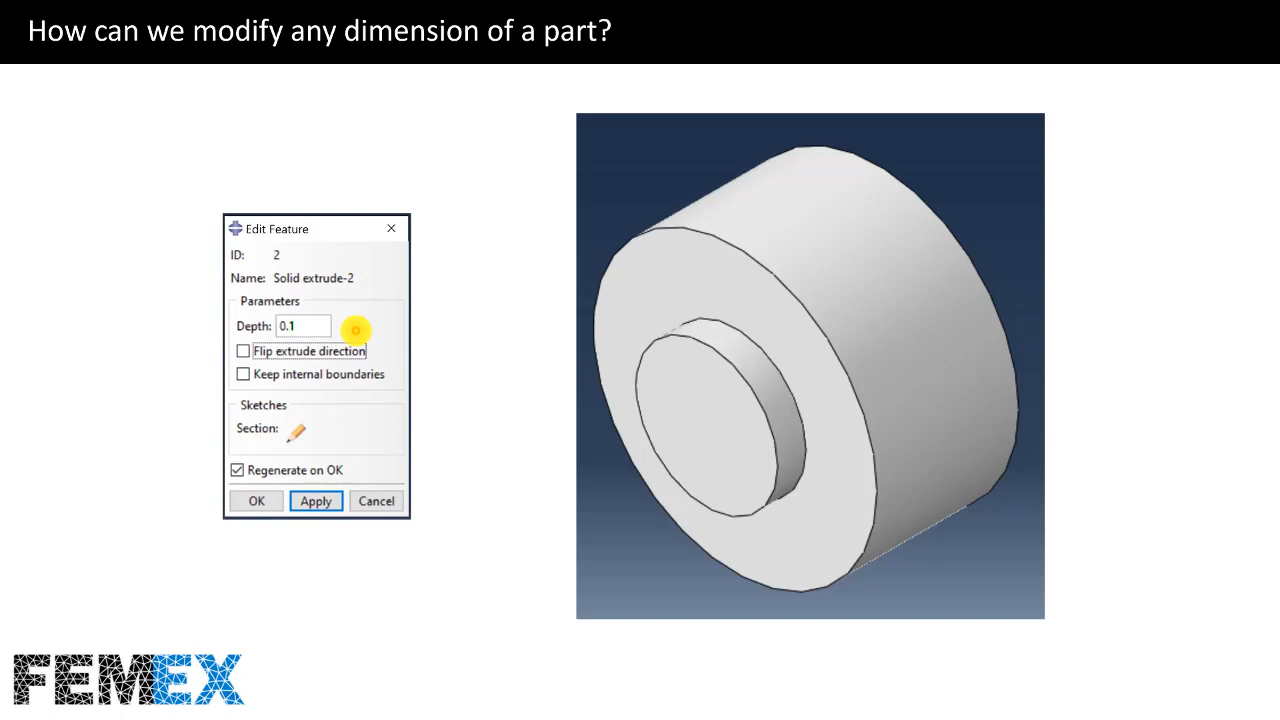 How can we modify any dimension of a part?
Edit Feature
ID: 2
Name: Solid extrude-2
Parameters
Depth: 0.1
Flip extrude direction
Keep internal boundaries
Sketches
Section:
Regenerate on OK
OK Apply Cancel
FEMEX